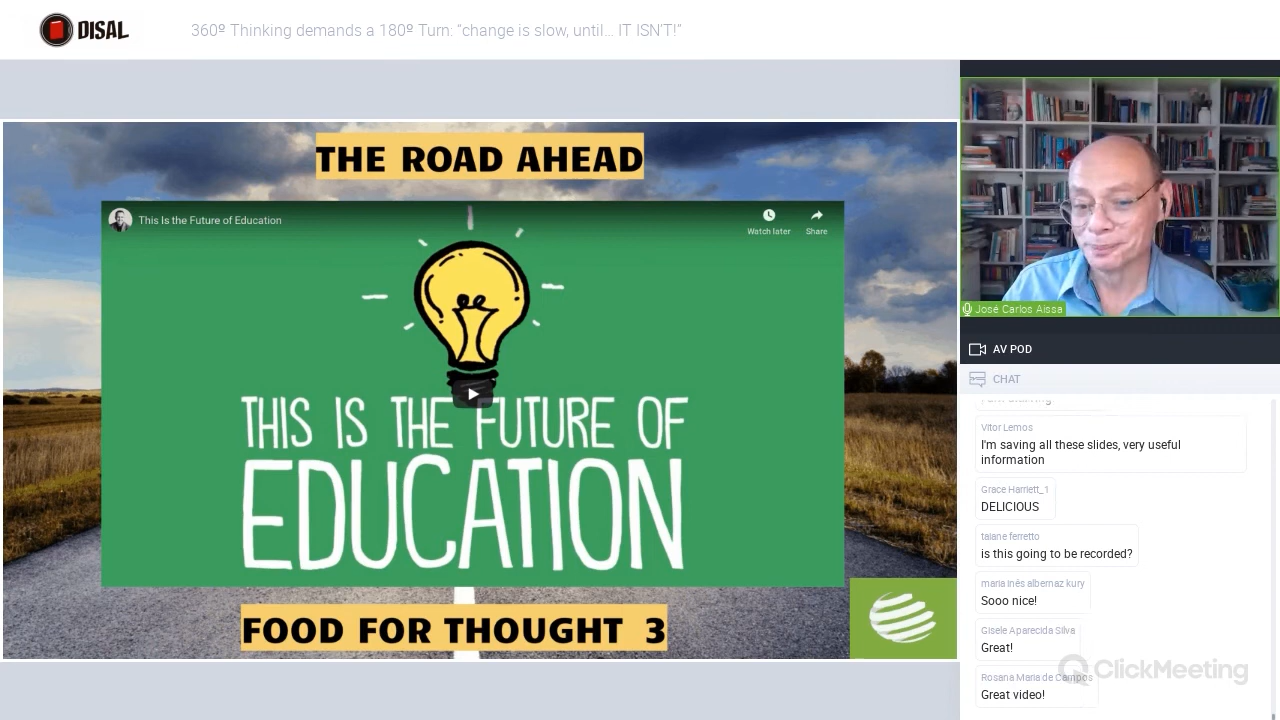 DISAL
360º Thinking demands a 180º Turn: “change is slow, until... IT ISN'T!”
THE ROAD AHEAD
This Is the Future of Education
Watch later
Share
THIS IS THE FUTURE OF
EDUCATION
FOOD FOR THOUGHT 3
Jose Carlos Aissa
AV POD
CHAT
Vitor Lemos
I'm saving all these slides, very useful
information
Grace Harriett_1
DELICIOUS
taiane ferretto
is this going to be recorded?
maria inês albernaz kury
Sooo nice!
Gisele Aparecida Silva
Great!
Rosana Maria de Campos
Great video!
ClickMeeting